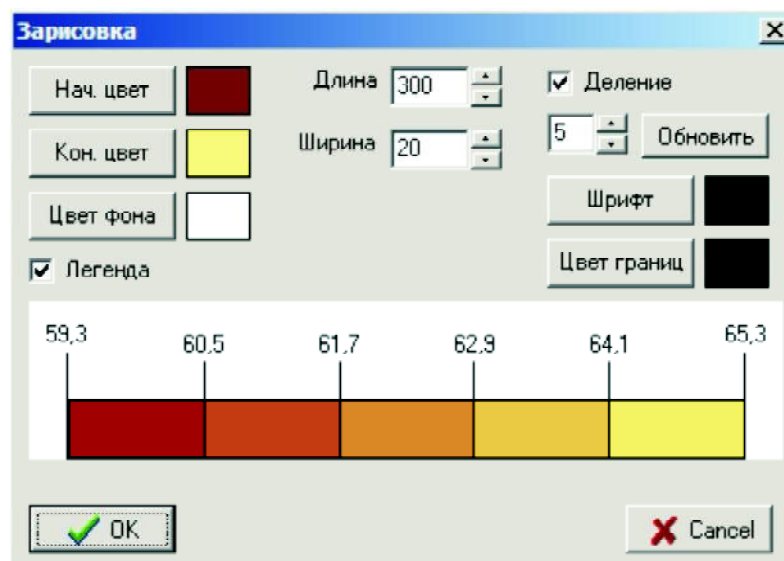 Зарисовка
Нач. цвет
Длина 300
Деление
Кон. цвет
Ширина 20
5 Обновить
Цвет фона
Шрифт
Легенда
Цвет границ
59,3 60,5 61,7 62,9 64,1 65,3
OK Cancel